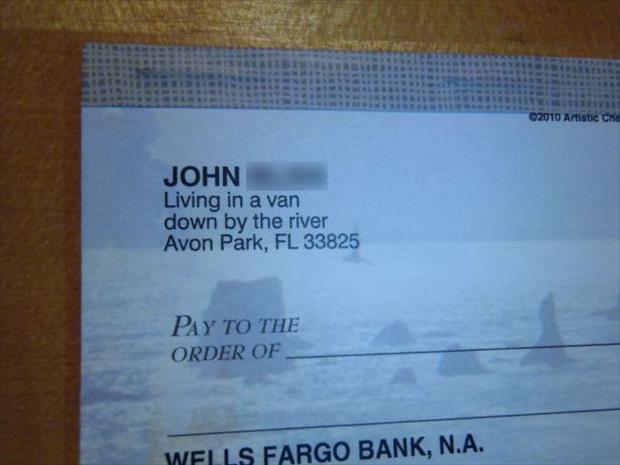 ©2010 Artistic
JOHN
Living in a van
down by the river
Avon Park, FL 33825
PAY TO THE
ORDER OF
WELLS FARGO BANK, N.A.